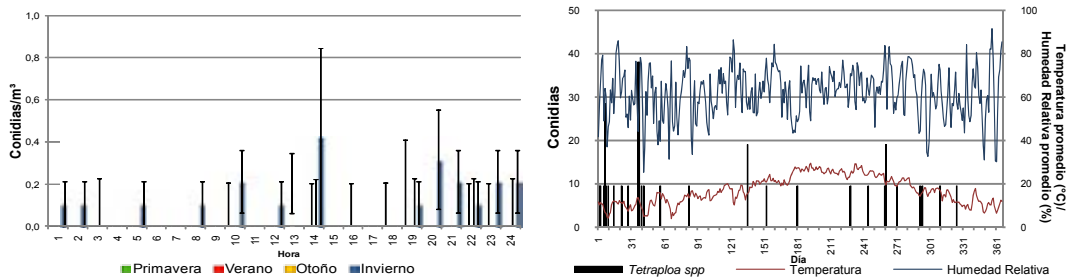 Conidias/m³
1,0
0,8
0,6
0,4
0,2
0,0
1 2 3 4 5 6 7 8 9 10 11 12 13 14 15 16 17 18 19 20 21 22 23 24
Hora
Primavera Verano Otoño Invierno
Conidias
50
40
30
20
10
0
100
80
60
40
20
0
Temperatura promedio (°C)/
Humedad Relativa promedio (%)
1 31 61 91 121 151 181 211 241 271 301 331 361
Día
Tetraploa spp Temperatura Humedad Relativa